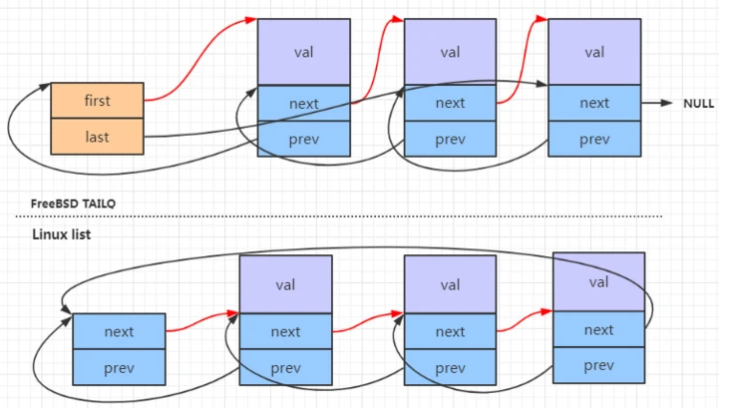 val val val
first next next next NULL
last prev prev prev
FreeBSD TAILQ
Linux list
val val val
next next next next
prev prev prev prev